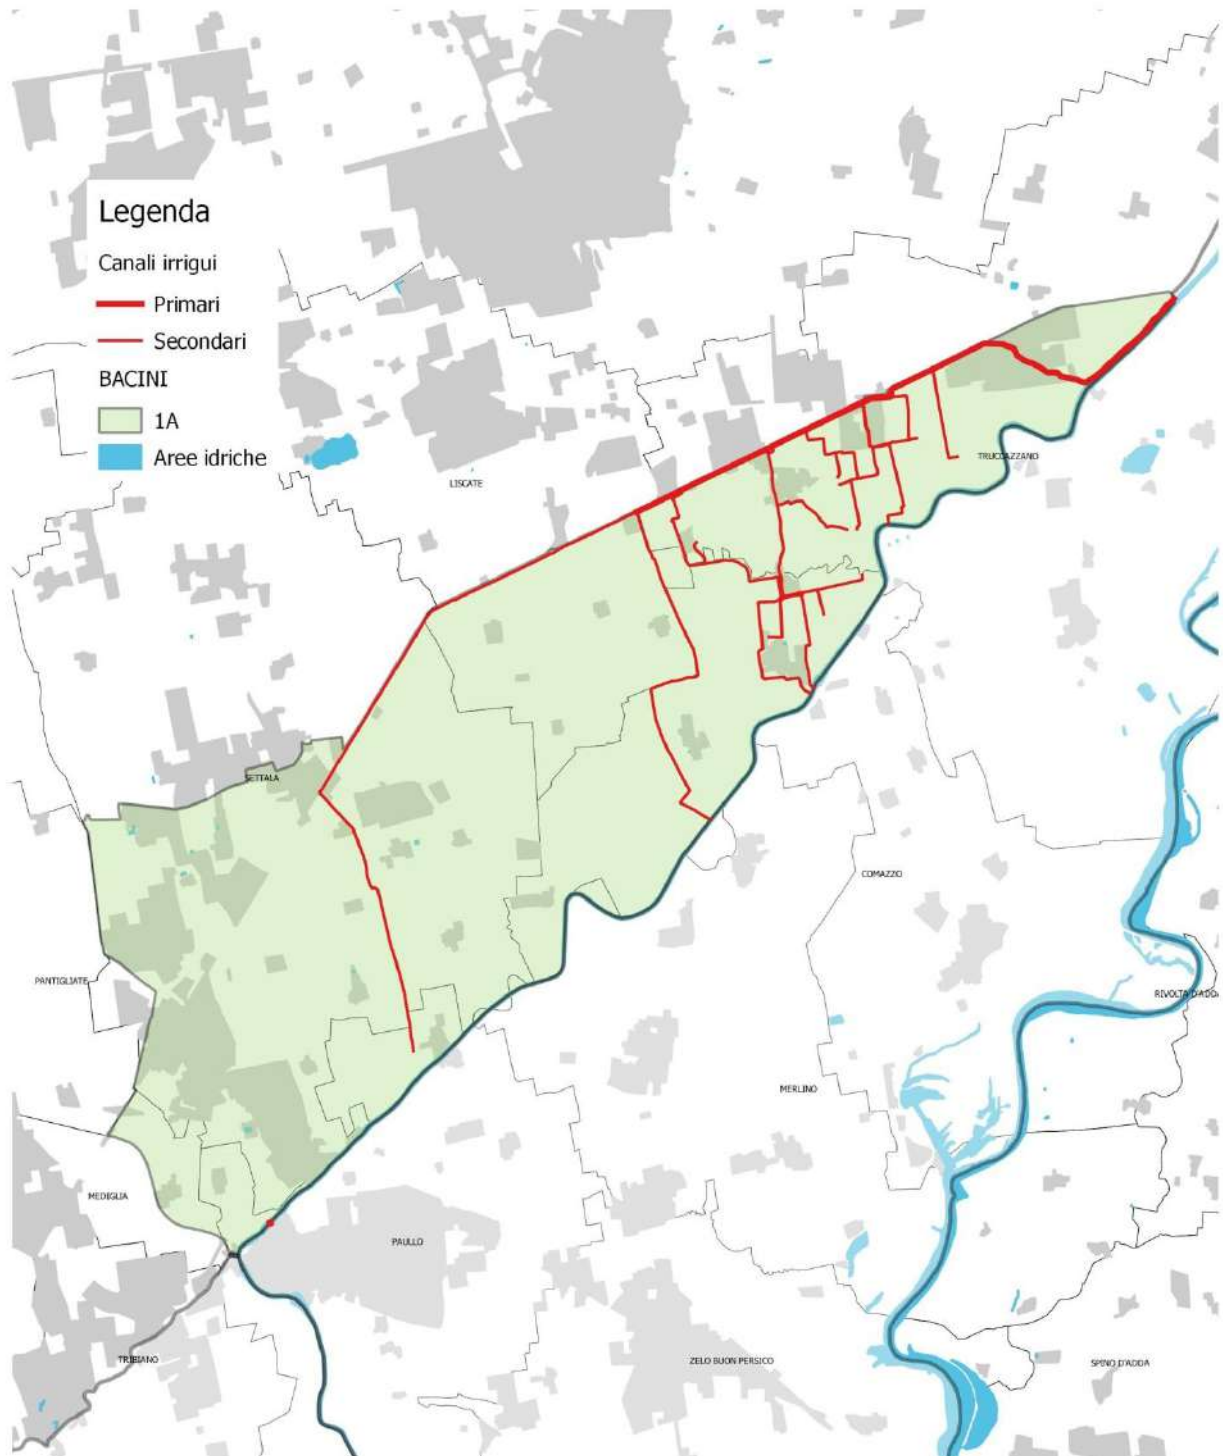 Legenda
Canali irrigui
Primari
Secondari
BACINI
1A
Aree idriche
TRUCCAZZANO
LISCATE
SETTALA
COMAZZO
PANTIGLIATE
RIVOLTA D'ADDA
MERLINO
MEDIGLIA
PAULLO
TRIBIANO
ZELO BUON PERSICO
SPINO D'ADDA